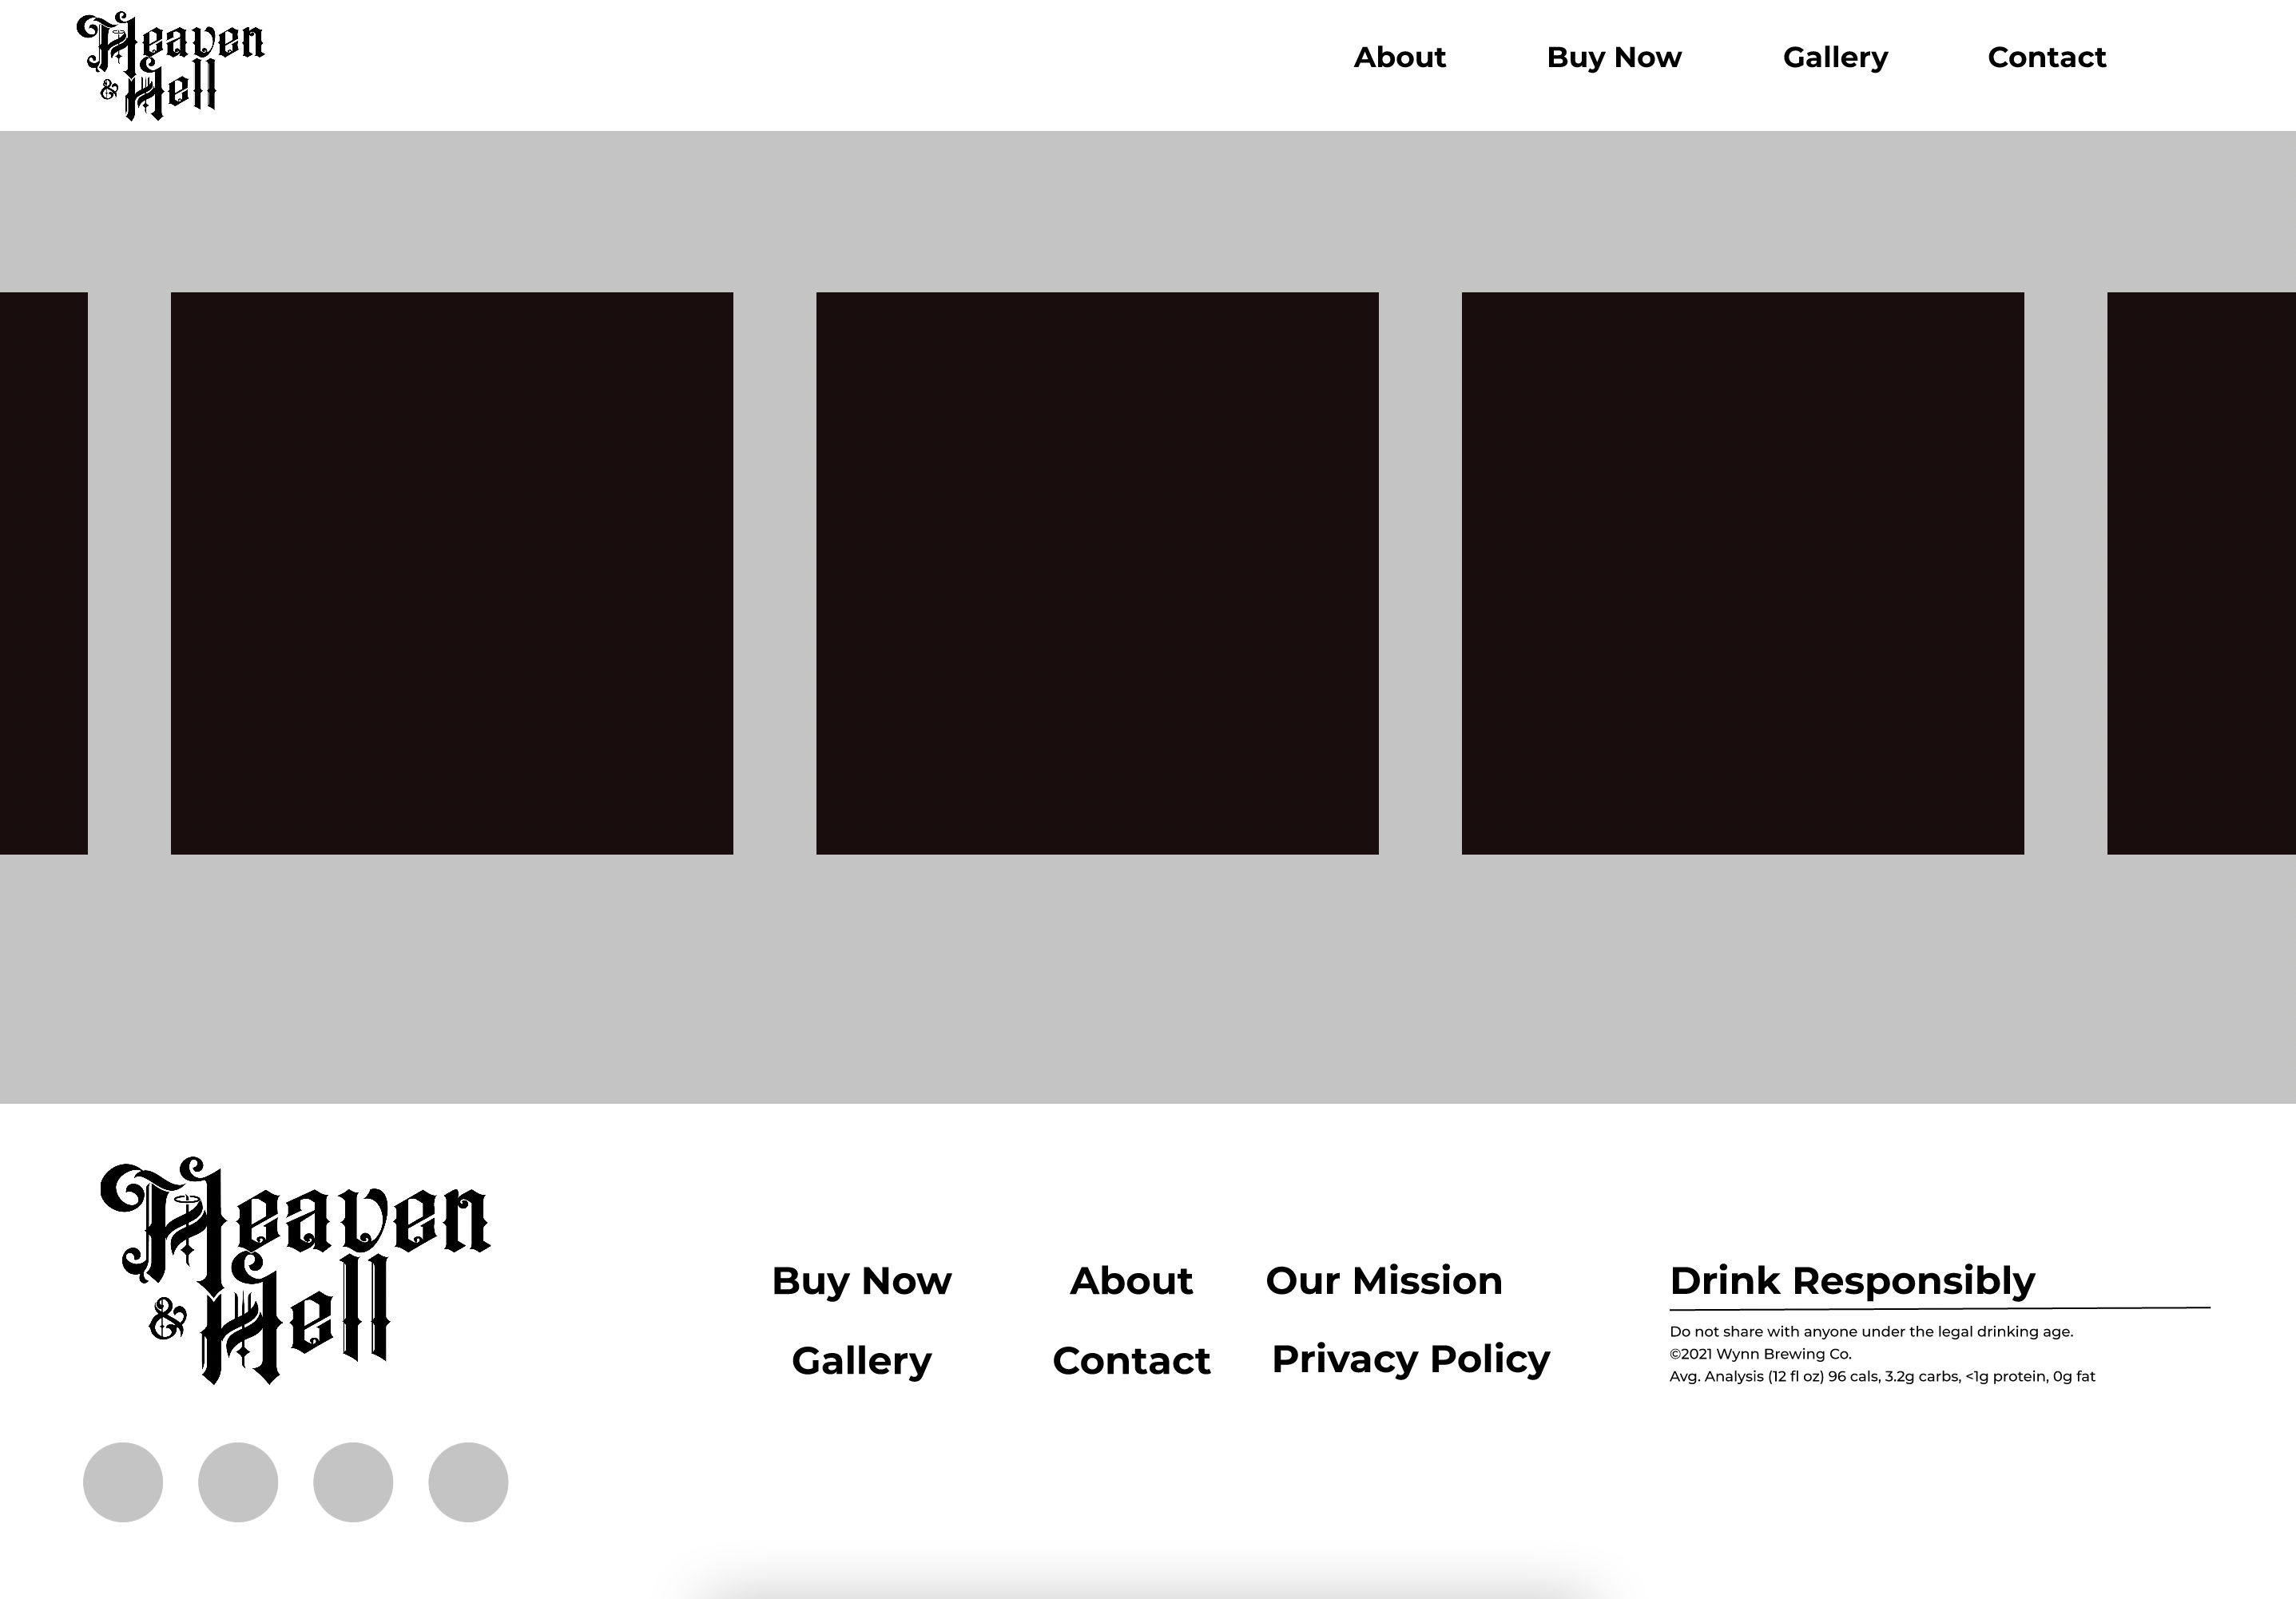 Heaven
& Hell
About Buy Now Gallery Contact
Heaven
& Hell
Buy Now About Our Mission
Gallery Contact Privacy Policy
Drink Responsibly
Do not share with anyone under the legal drinking age.
©2021 Wynn Brewing Co.
Avg. Analysis (12 fl oz) 96 cals, 3.2g carbs, <1g protein, 0g fat